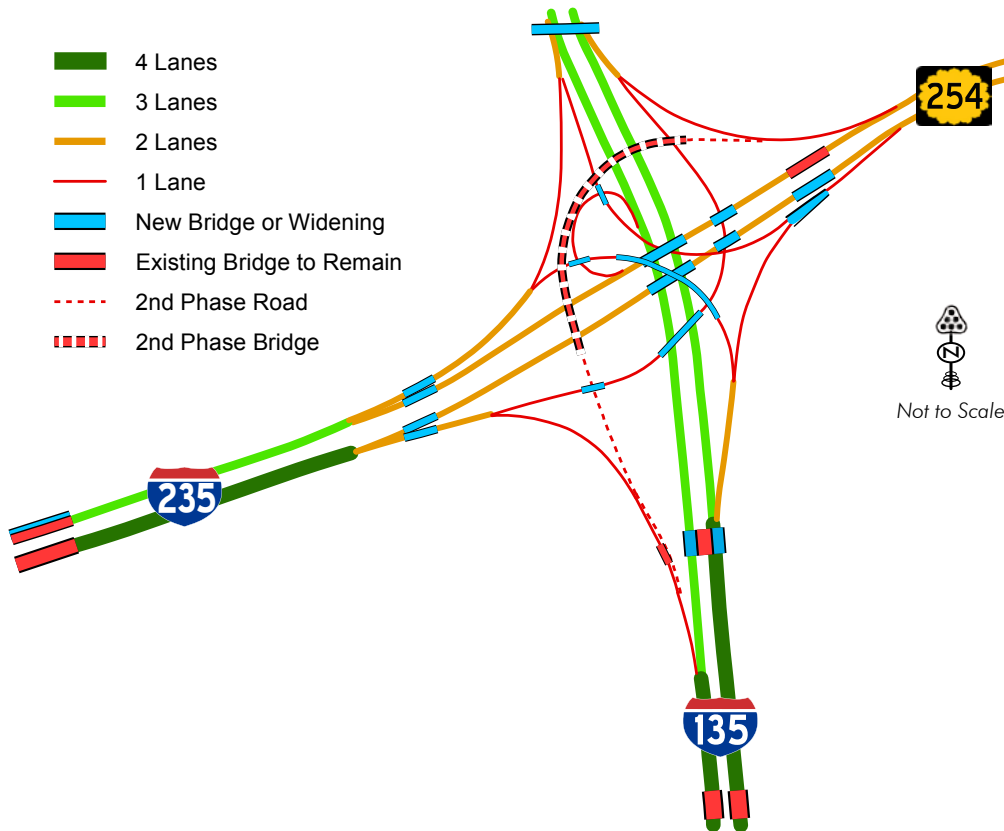 4 Lanes
3 Lanes
2 Lanes
1 Lane
New Bridge or Widening
Existing Bridge to Remain
2nd Phase Road
2nd Phase Bridge
254
N
Not to Scale
235
135